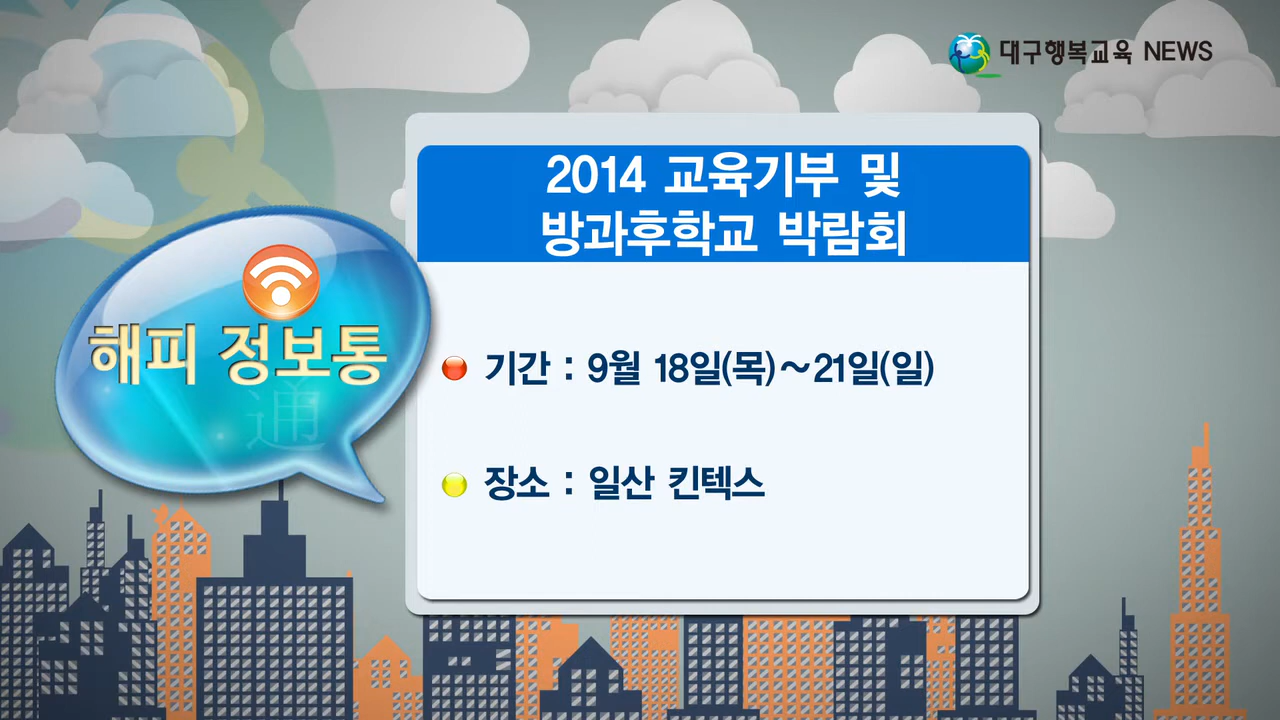 대구행복교육 NEWS
2014 교육기부 및
방과후학교 박람회
해피 정보통
通
기간 : 9월 18일(목)~21일(일)
장소 : 일산 킨텍스